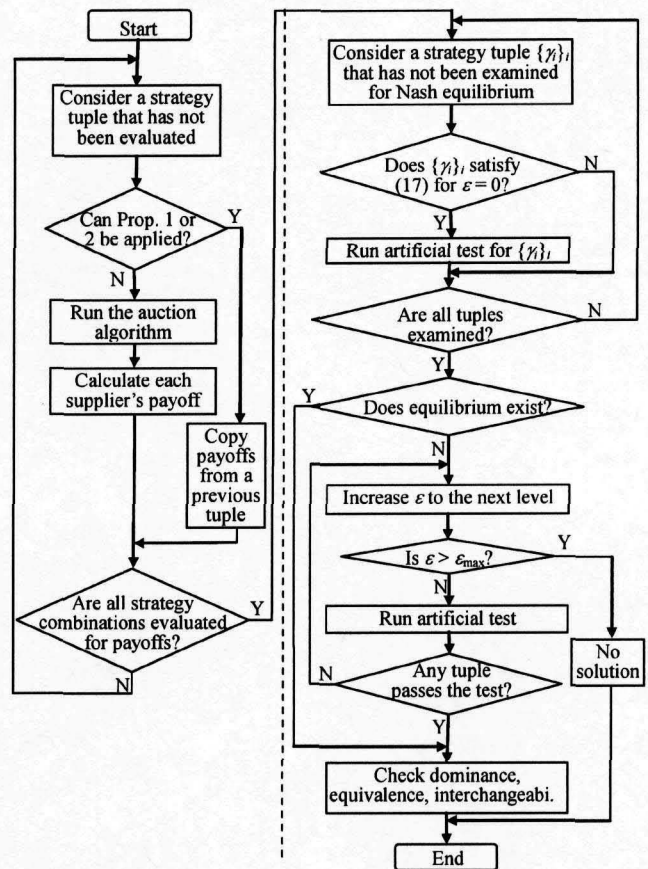 Start
Consider a strategy
tuple that has not
been evaluated
Can Prop. 1 or
2 be applied?
Y
N
Run the auction
algorithm
Calculate each
supplier's payoff
Copy
payoffs
from a
previous
tuple
Are all strategy
combinations evaluated
for payoffs?
Y
N
Consider a strategy tuple {γi}i
that has not been examined
for Nash equilibrium
Does {γi}i satisfy
(17) for ε = 0?
N
Y
Run artificial test for {γi}i
Are all tuples
examined?
N
Y
Y
Does equilibrium exist?
N
Increase ε to the next level
Is ε > εmax?
Y
N
Run artificial test
No
solution
N
Any tuple
passes the test?
Y
Check dominance,
equivalence, interchangeabi.
End